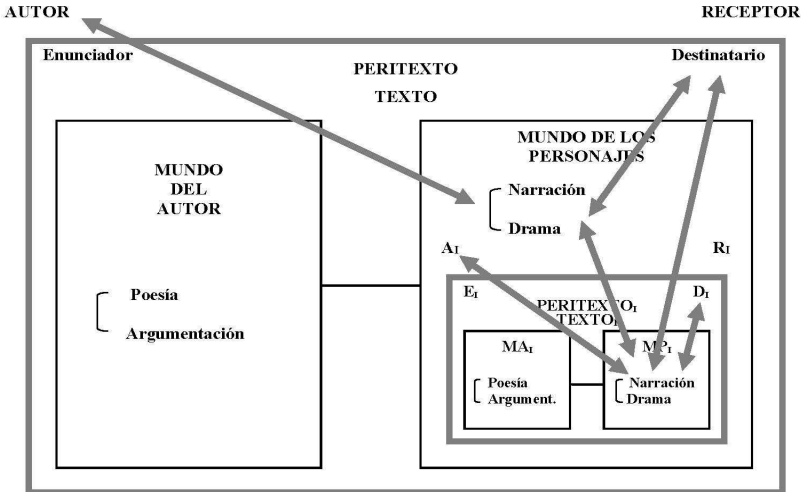 AUTOR
RECEPTOR
Enunciador
Destinatario
PERITEXTO
TEXTO
MUNDO
DEL
AUTOR
Poesía
Argumentación
MUNDO DE LOS
PERSONAJES
Narración
Drama
AI
RI
EI
DI
PERITEXTOI
TEXTOI
MAI
MPI
Poesía
Argument.
Narración
Drama